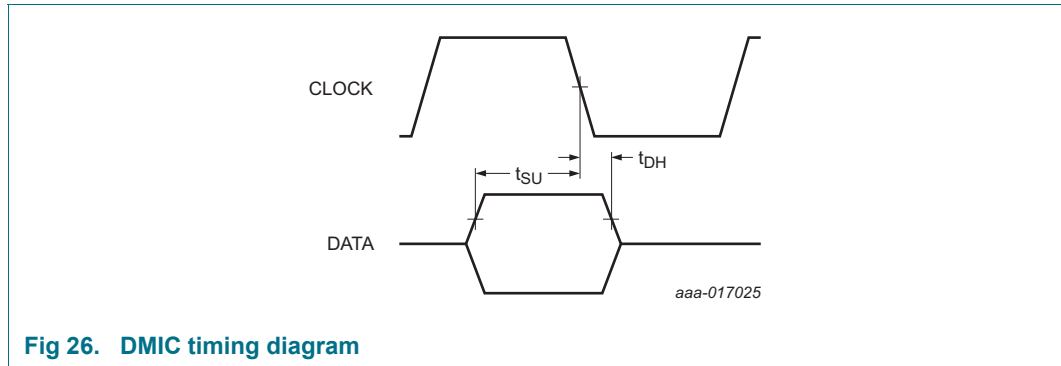 CLOCK
tDH
tSU
DATA
aaa-017025
Fig 26. DMIC timing diagram